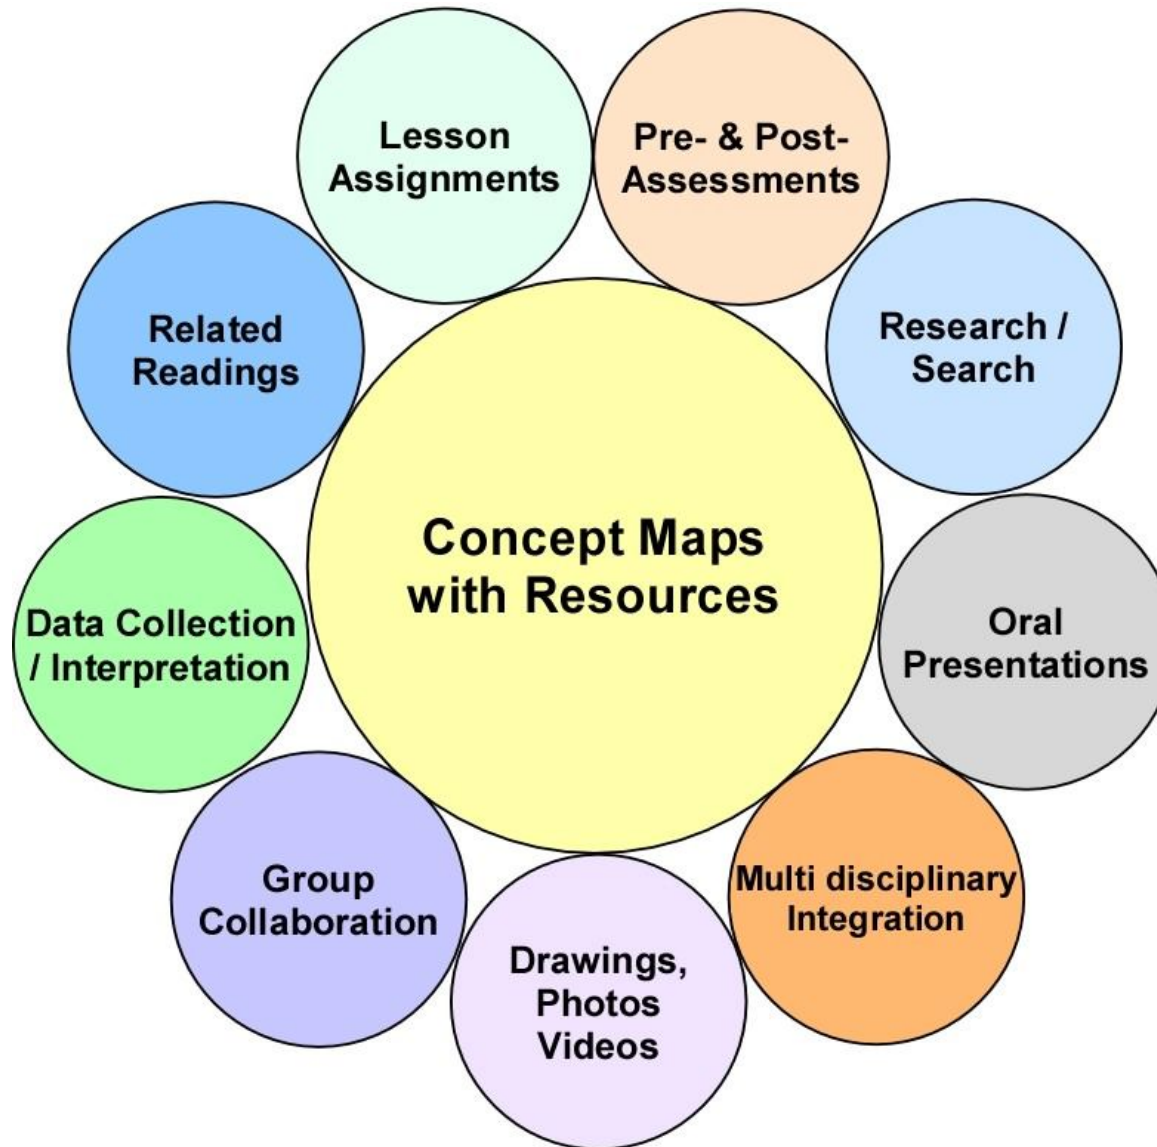 Lesson
Assignments
Pre- & Post-
Assessments
Related
Readings
Research /
Search
Concept Maps
with Resources
Data Collection
/ Interpretation
Oral
Presentations
Group
Collaboration
Multi disciplinary
Integration
Drawings,
Photos
Videos